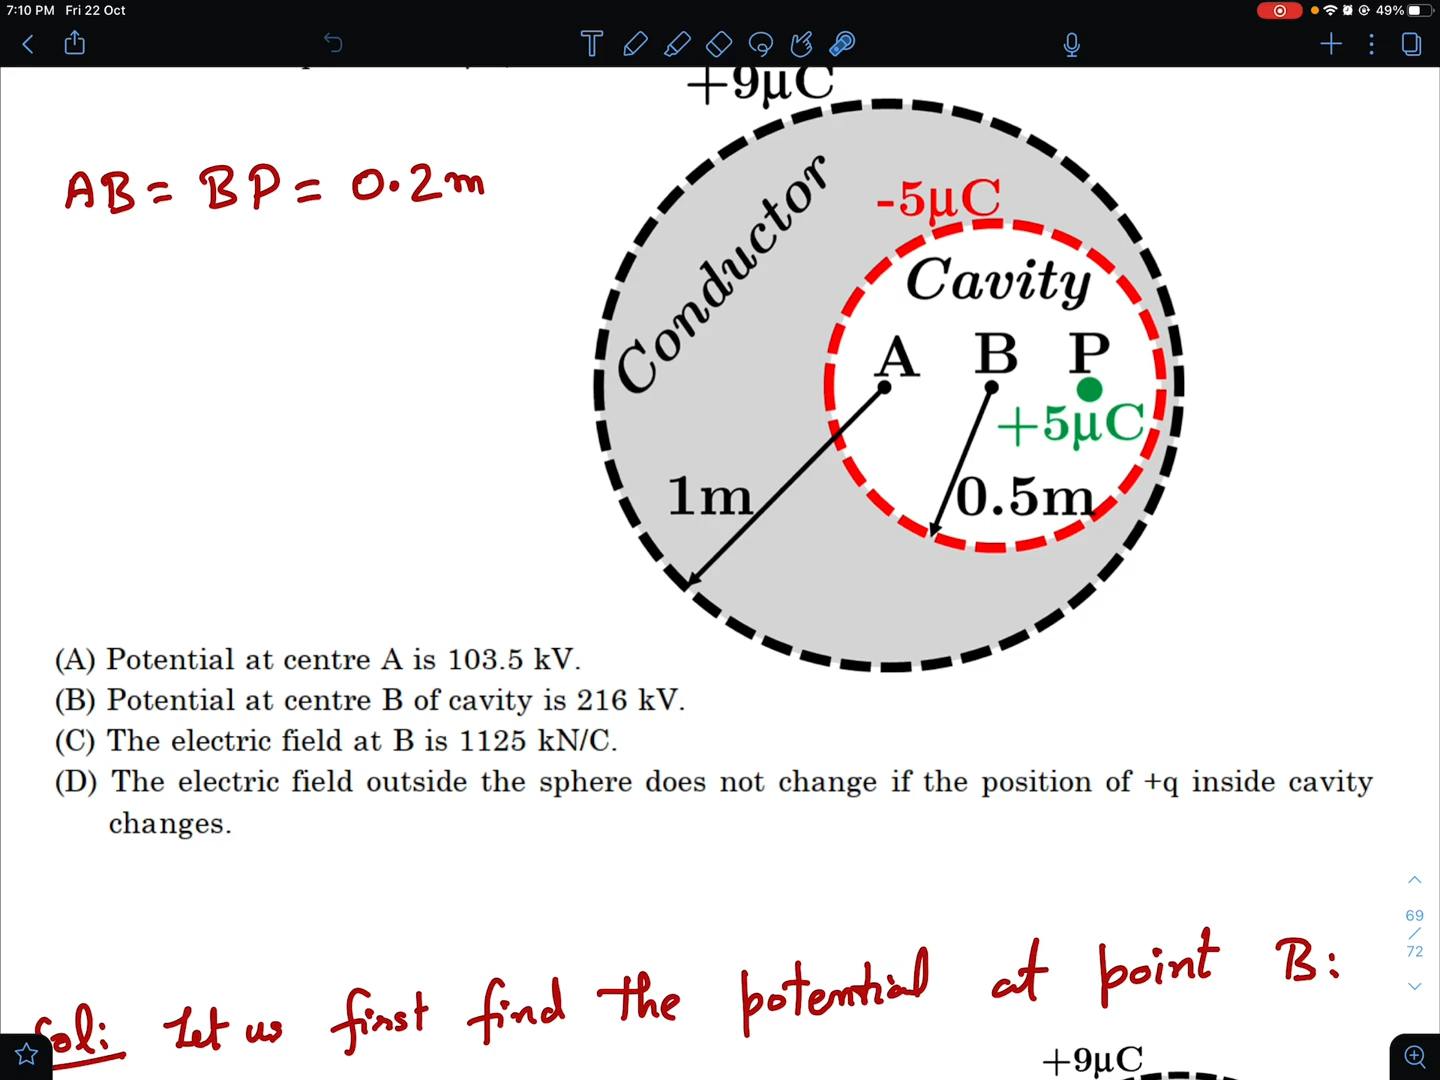 7:10 PM Fri 22 Oct
49%
+9μC
AB = BP = 0.2m
Conductor
-5μC
Cavity
A B P
+5μC
1m
0.5m
(A) Potential at centre A is 103.5 kV.
(B) Potential at centre B of cavity is 216 kV.
(C) The electric field at B is 1125 kN/C.
(D) The electric field outside the sphere does not change if the position of +q inside cavity
changes.
69
/
72
Sol: Let us first find the potential at point B:
+9μC